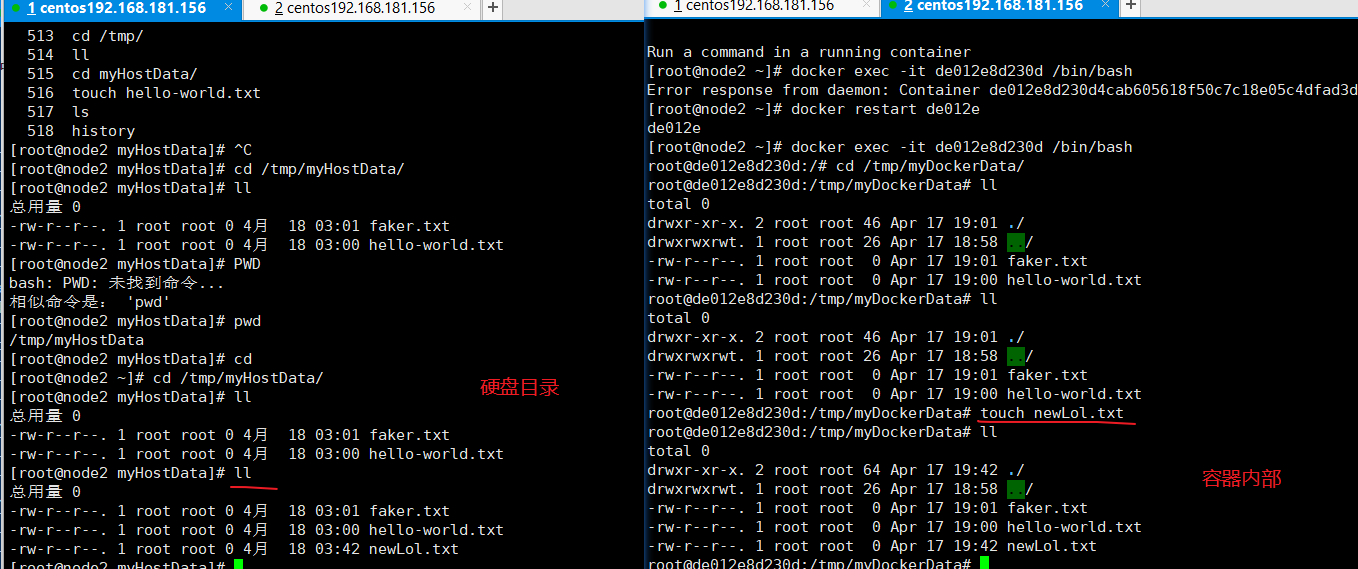 1 centos192.168.181.156 × 2 centos192.168.181.156 × +
513 cd /tmp/
514 ll
515 cd myHostData/
516 touch hello-world.txt
517 ls
518 history
[root@node2 myHostData]# ^C
[root@node2 myHostData]# cd /tmp/myHostData/
[root@node2 myHostData]# ll
总用量 0
-rw-r--r--. 1 root root 0 4月 18 03:01 faker.txt
-rw-r--r--. 1 root root 0 4月 18 03:00 hello-world.txt
[root@node2 myHostData]# PWD
bash: PWD: 未找到命令...
相似命令是： 'pwd'
[root@node2 myHostData]# pwd
/tmp/myHostData
[root@node2 myHostData]# cd
[root@node2 ~]# cd /tmp/myHostData/
[root@node2 myHostData]# ll
总用量 0
-rw-r--r--. 1 root root 0 4月 18 03:01 faker.txt
-rw-r--r--. 1 root root 0 4月 18 03:00 hello-world.txt
[root@node2 myHostData]# ll
总用量 0
-rw-r--r--. 1 root root 0 4月 18 03:01 faker.txt
-rw-r--r--. 1 root root 0 4月 18 03:00 hello-world.txt
-rw-r--r--. 1 root root 0 4月 18 03:42 newLol.txt
[root@node2 myHostData]#
硬盘目录
1 centos192.168.181.156 × 2 centos192.168.181.156 × +
Run a command in a running container
[root@node2 ~]# docker exec -it de012e8d230d /bin/bash
Error response from daemon: Container de012e8d230d4cab605618f50c7c18e05c4dfad3d
[root@node2 ~]# docker restart de012e
de012e
[root@node2 ~]# docker exec -it de012e8d230d /bin/bash
root@de012e8d230d:/# cd /tmp/myDockerData/
root@de012e8d230d:/tmp/myDockerData# ll
total 0
drwxr-xr-x. 2 root root 46 Apr 17 19:01 ./
drwxrwxrwt. 1 root root 26 Apr 17 18:58 ../
-rw-r--r--. 1 root root  0 Apr 17 19:01 faker.txt
-rw-r--r--. 1 root root  0 Apr 17 19:00 hello-world.txt
root@de012e8d230d:/tmp/myDockerData# ll
total 0
drwxr-xr-x. 2 root root 46 Apr 17 19:01 ./
drwxrwxrwt. 1 root root 26 Apr 17 18:58 ../
-rw-r--r--. 1 root root  0 Apr 17 19:01 faker.txt
-rw-r--r--. 1 root root  0 Apr 17 19:00 hello-world.txt
root@de012e8d230d:/tmp/myDockerData# touch newLol.txt
root@de012e8d230d:/tmp/myDockerData# ll
total 0
drwxr-xr-x. 2 root root 64 Apr 17 19:42 ./
drwxrwxrwt. 1 root root 26 Apr 17 18:58 ../
-rw-r--r--. 1 root root  0 Apr 17 19:01 faker.txt
-rw-r--r--. 1 root root  0 Apr 17 19:00 hello-world.txt
-rw-r--r--. 1 root root  0 Apr 17 19:42 newLol.txt
root@de012e8d230d:/tmp/myDockerData#
容器内部